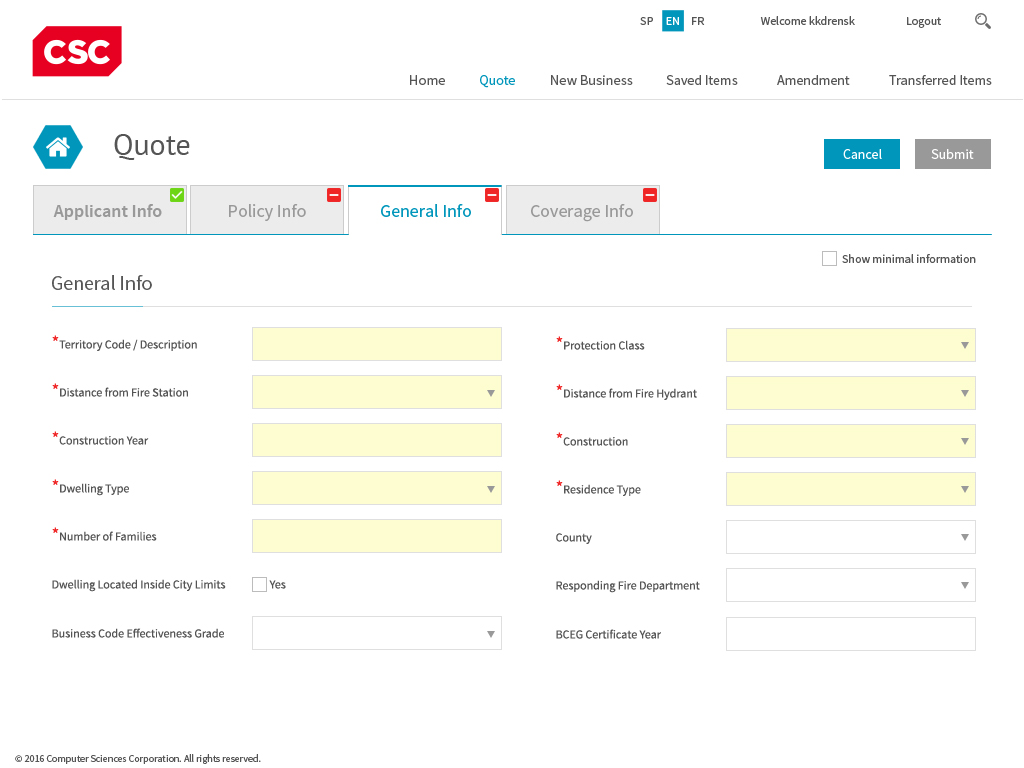 SP EN FR Welcome kkdrensk Logout
CSC
Home Quote New Business Saved Items Amendment Transferred Items
Quote
Cancel Submit
Applicant Info Policy Info General Info Coverage Info
Show minimal information
General Info
*Territory Code / Description *Protection Class
*Distance from Fire Station *Distance from Fire Hydrant
*Construction Year *Construction
*Dwelling Type *Residence Type
*Number of Families County
Dwelling Located Inside City Limits Yes Responding Fire Department
Business Code Effectiveness Grade BCEG Certificate Year
© 2016 Computer Sciences Corporation. All rights reserved.